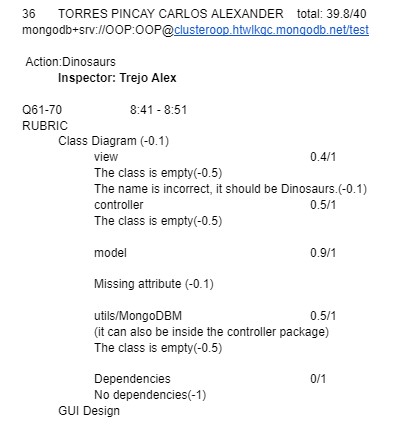 36 TORRES PINCAY CARLOS ALEXANDER total: 39.8/40
mongodb+srv://OOP:OOP@clusteroop.htwlkqc.mongodb.net/test
Action:Dinosaurs
Inspector: Trejo Alex
Q61-70 8:41 - 8:51
RUBRIC
Class Diagram (-0.1)
view 0.4/1
The class is empty(-0.5)
The name is incorrect, it should be Dinosaurs.(-0.1)
controller 0.5/1
The class is empty(-0.5)
model 0.9/1
Missing attribute (-0.1)
utils/MongoDBM 0.5/1
(it can also be inside the controller package)
The class is empty(-0.5)
Dependencies 0/1
No dependencies(-1)
GUI Design